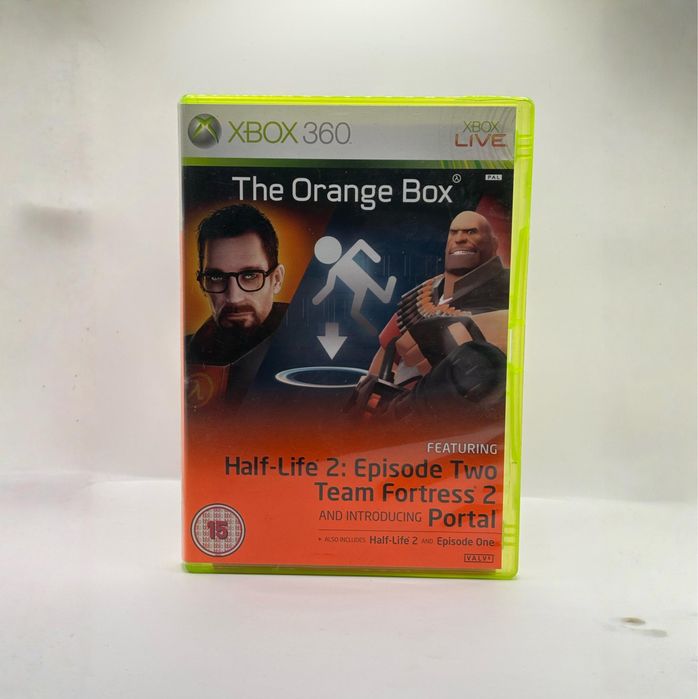 XBOX 360
XBOX
LIVE
PAL
The Orange Box
FEATURING
Half-Life 2: Episode Two
Team Fortress 2
AND INTRODUCING Portal
ALSO INCLUDES Half-Life 2 AND Episode One
15
VALVE